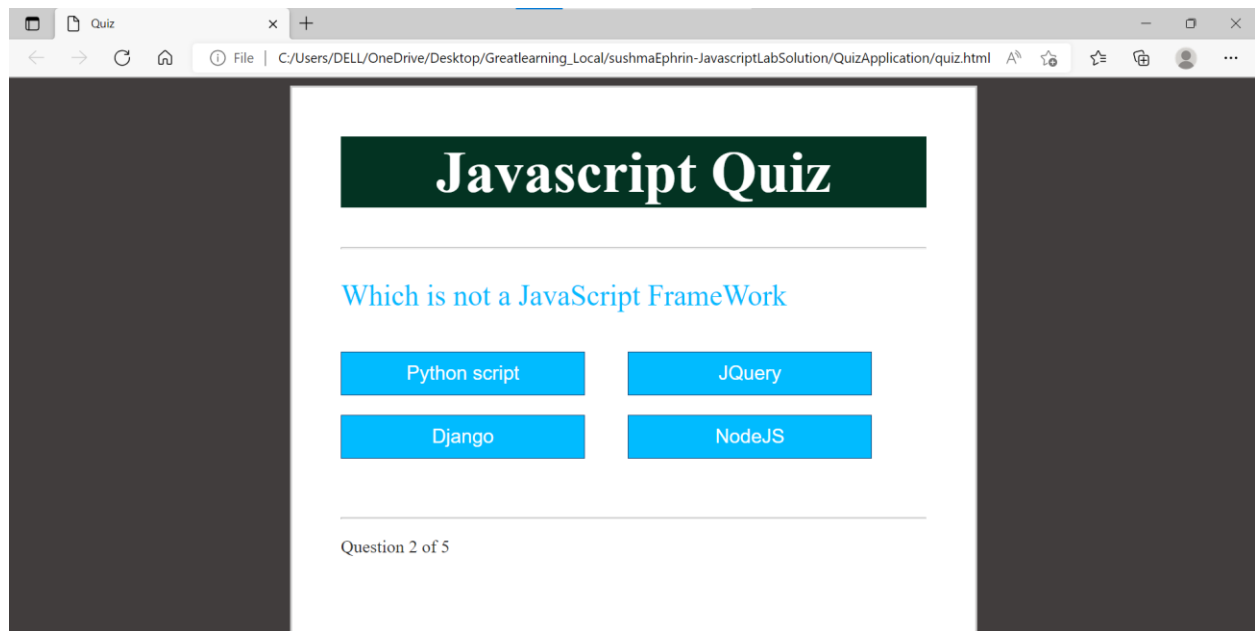 Quiz
File | C:/Users/DELL/OneDrive/Desktop/Greatlearning_Local/sushmaEphrin-JavascriptLabSolution/QuizApplication/quiz.html
Javascript Quiz
Which is not a JavaScript FrameWork
Python script JQuery
Django NodeJS
Question 2 of 5